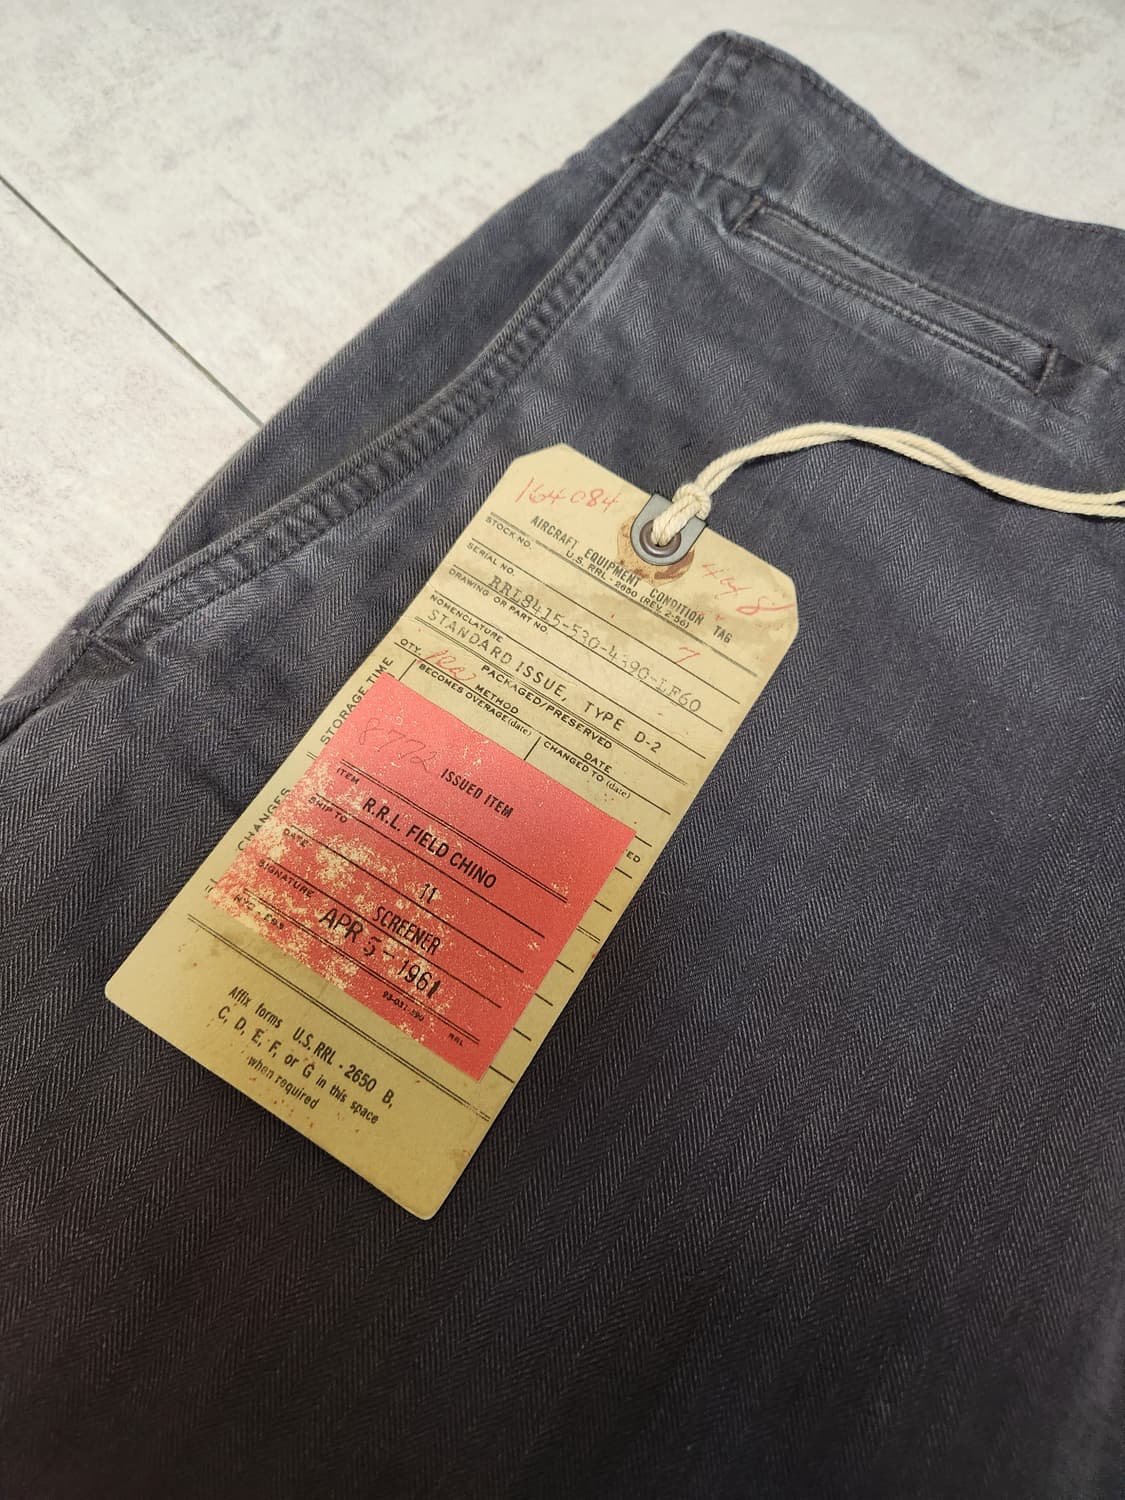 164084
AIRCRAFT EQUIPMENT CONDITION TAG
U.S. RRL - 2650 (REV. 2-56)
STOCK NO.
SERIAL NO.
RRL8415-530-4390-LF60
DRAWING OR PART NO.
7
NOMENCLATURE
STANDARD ISSUE, TYPE D-2
QTY.
PACKAGED/PRESERVED
METHOD
DATE
STORAGE TIME
BECOMES OVERAGE (date)
CHANGED TO (date)
CHANGES
8772
ISSUED ITEM
ITEM
R.R.L. FIELD CHINO
SHIP TO
11
DATE
SCREENER
SIGNATURE
APR 5 - 1961
RRL
Affix forms U.S. RRL - 2650 B,
C, D, E, F, or G in this space
when required